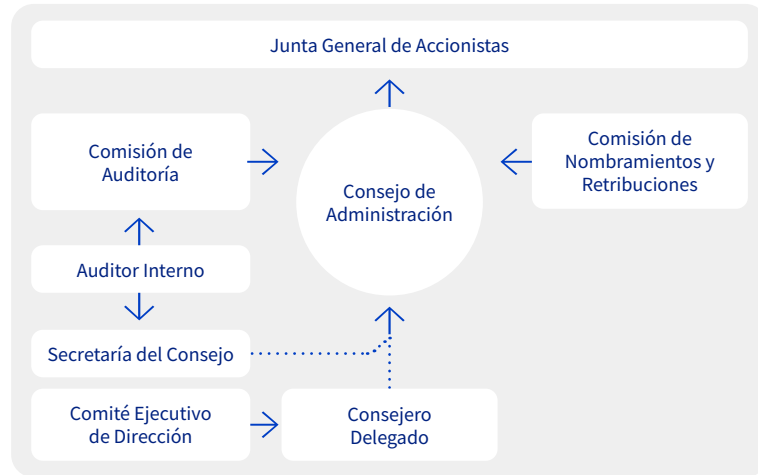 Junta General de Accionistas
Comisión de
Auditoría
Consejo de
Administración
Comisión de
Nombramientos y
Retribuciones
Auditor Interno
Secretaría del Consejo
Comité Ejecutivo
de Dirección
Consejero
Delegado